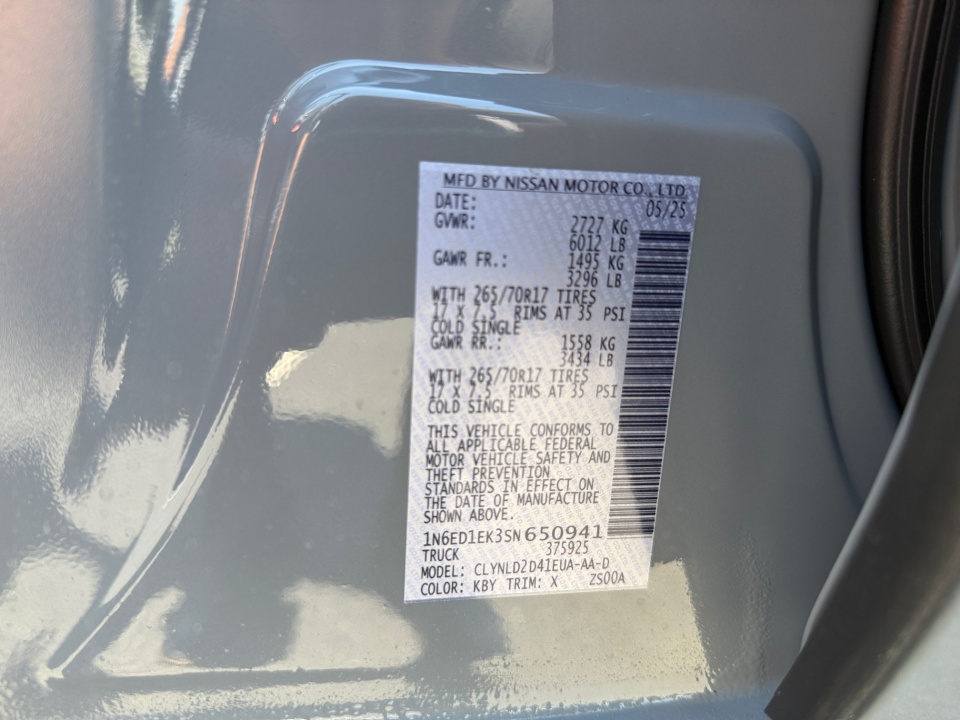 MFD BY NISSAN MOTOR CO., LTD.
DATE: 05/25
GVWR: 2727 KG
6012 LB
GAWR FR.: 1495 KG
3296 LB
WITH 265/70R17 TIRES
17 X 7.5 RIMS AT 35 PSI
COLD SINGLE
GAWR RR.: 1558 KG
3434 LB
WITH 265/70R17 TIRES
17 X 7.5 RIMS AT 35 PSI
COLD SINGLE
THIS VEHICLE CONFORMS TO
ALL APPLICABLE FEDERAL
MOTOR VEHICLE SAFETY AND
THEFT PREVENTION
STANDARDS IN EFFECT ON
THE DATE OF MANUFACTURE
SHOWN ABOVE.
1N6ED1EK3SN650941
TRUCK 375925
MODEL: CLYNLD2D41EUA-AA-D
COLOR: KBY TRIM: X ZS00A